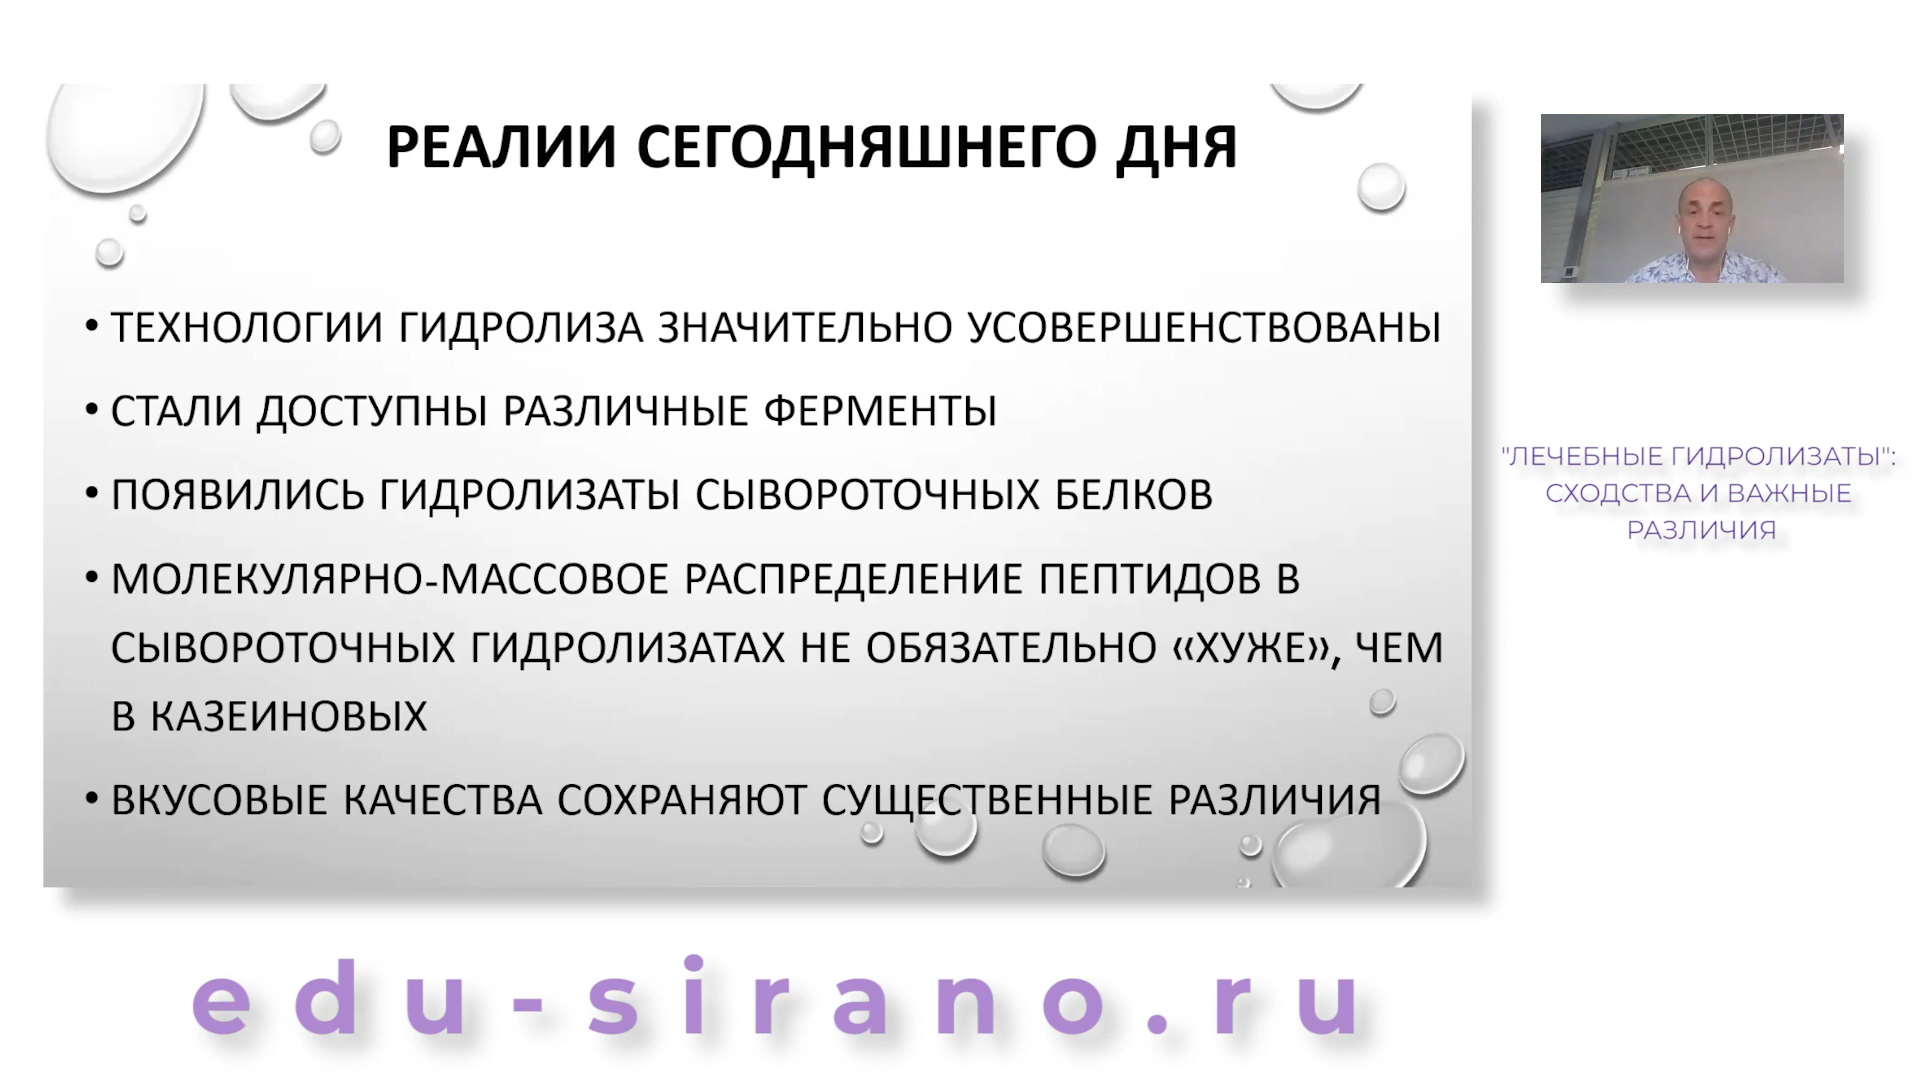 РЕАЛИИ СЕГОДНЯШНЕГО ДНЯ
• ТЕХНОЛОГИИ ГИДРОЛИЗА ЗНАЧИТЕЛЬНО УСОВЕРШЕНСТВОВАНЫ
• СТАЛИ ДОСТУПНЫ РАЗЛИЧНЫЕ ФЕРМЕНТЫ
• ПОЯВИЛИСЬ ГИДРОЛИЗАТЫ СЫВОРОТОЧНЫХ БЕЛКОВ
• МОЛЕКУЛЯРНО-МАССОВОЕ РАСПРЕДЕЛЕНИЕ ПЕПТИДОВ В
СЫВОРОТОЧНЫХ ГИДРОЛИЗАТАХ НЕ ОБЯЗАТЕЛЬНО «ХУЖЕ», ЧЕМ
В КАЗЕИНОВЫХ
• ВКУСОВЫЕ КАЧЕСТВА СОХРАНЯЮТ СУЩЕСТВЕННЫЕ РАЗЛИЧИЯ
"ЛЕЧЕБНЫЕ ГИДРОЛИЗАТЫ":
СХОДСТВА И ВАЖНЫЕ
РАЗЛИЧИЯ
edu-sirano.ru